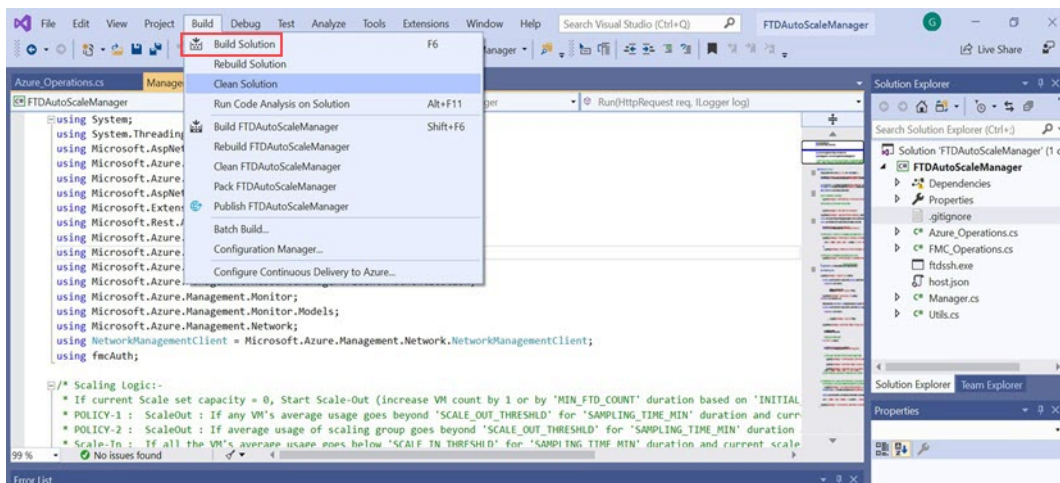 File Edit View Project Build Debug Test Analyze Tools Extensions Window Help Search Visual Studio (Ctrl+Q) FTDAutoScaleManager G
Live Share
Build Solution F6
Rebuild Solution
Clean Solution
Run Code Analysis on Solution Alt+F11
Build FTDAutoScaleManager Shift+F6
Rebuild FTDAutoScaleManager
Clean FTDAutoScaleManager
Pack FTDAutoScaleManager
Publish FTDAutoScaleManager
Batch Build...
Configuration Manager...
Configure Continuous Delivery to Azure...
Azure_Operations.cs Manage
FTDAutoScaleManager Run(HttpRequest req, ILogger log)
using System;
using System.Threading
using Microsoft.AspNet
using Microsoft.Azure.
using Microsoft.Azure.
using Microsoft.AspNet
using Microsoft.Extens
using Microsoft.Rest.A
using Microsoft.Azure.
using Microsoft.Azure.
using Microsoft.Azure.
using Microsoft.Azure.Management.Monitor;
using Microsoft.Azure.Management.Monitor.Models;
using Microsoft.Azure.Management.Network;
using NetworkManagementClient = Microsoft.Azure.Management.Network.NetworkManagementClient;
using fmcAuth;
/* Scaling Logic:-
* If current Scale set capacity = 0, Start Scale-Out (increase VM count by 1 or by 'MIN_FTD_COUNT' duration based on 'INITIAL
* POLICY-1 : ScaleOut : If any VM's average usage goes beyond 'SCALE_OUT_THRESHLD' for 'SAMPLING_TIME_MIN' duration and curr
* POLICY-2 : ScaleOut : If average usage of scaling group goes beyond 'SCALE_OUT_THRESHLD' for 'SAMPLING_TIME_MIN' duration
* Scale-In : If all the VM's average usage goes below 'SCALE_IN_THRESHLD' for 'SAMPLING_TIME_MIN' duration and current scale
99 % No issues found
Error List
Solution Explorer
Search Solution Explorer (Ctrl+;)
Solution 'FTDAutoScaleManager' (1
FTDAutoScaleManager
Dependencies
Properties
.gitignore
C# Azure_Operations.cs
C# FMC_Operations.cs
ftdssh.exe
host.json
C# Manager.cs
C# Utils.cs
Solution Explorer Team Explorer
Properties